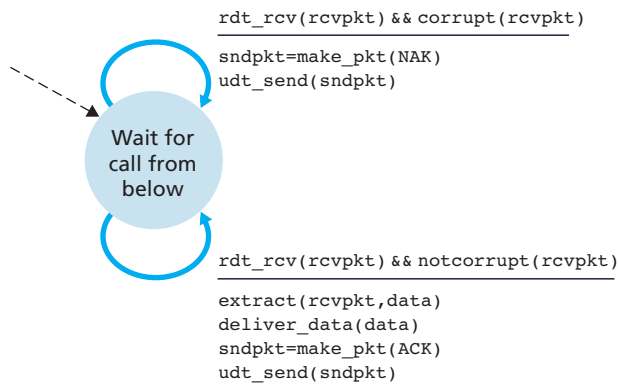 rdt_rcv(rcvpkt) && corrupt(rcvpkt)
sndpkt=make_pkt(NAK)
udt_send(sndpkt)
Wait for
call from
below
rdt_rcv(rcvpkt) && notcorrupt(rcvpkt)
extract(rcvpkt,data)
deliver_data(data)
sndpkt=make_pkt(ACK)
udt_send(sndpkt)